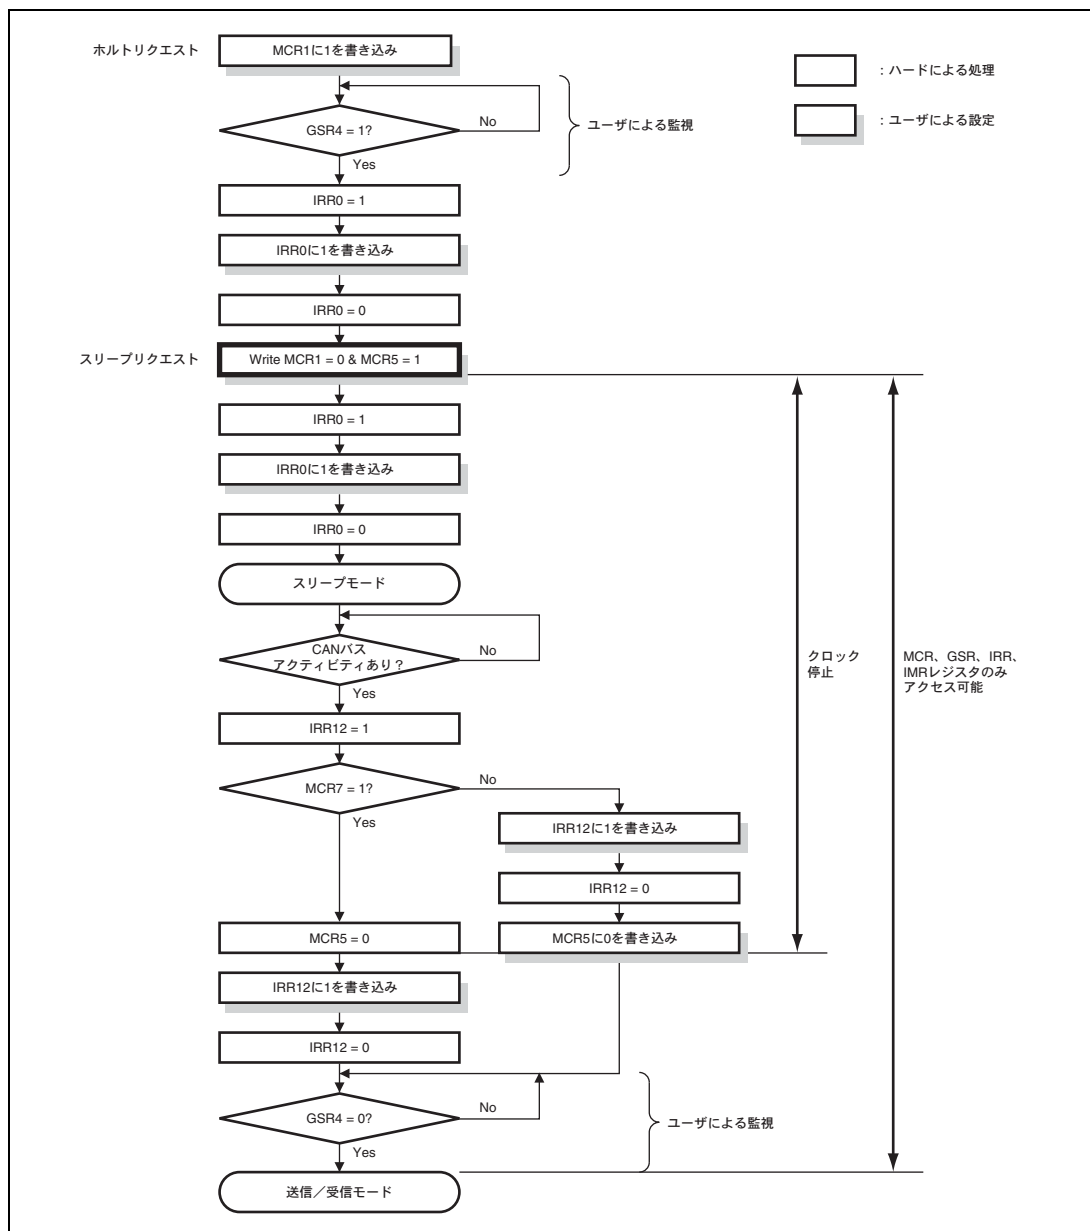 ホルトリクエスト
MCR1に1を書き込み
：ハードによる処理
GSR4 = 1?
No
Yes
ユーザによる監視
：ユーザによる設定
IRR0 = 1
IRR0に1を書き込み
IRR0 = 0
スリープリクエスト
Write MCR1 = 0 & MCR5 = 1
IRR0 = 1
IRR0に1を書き込み
IRR0 = 0
スリープモード
CANバス
アクティビティあり？
No
Yes
クロック
停止
MCR、GSR、IRR、
IMRレジスタのみ
アクセス可能
IRR12 = 1
MCR7 = 1?
No
Yes
IRR12に1を書き込み
IRR12 = 0
MCR5 = 0
MCR5に0を書き込み
IRR12に1を書き込み
IRR12 = 0
GSR4 = 0?
No
Yes
ユーザによる監視
送信／受信モード